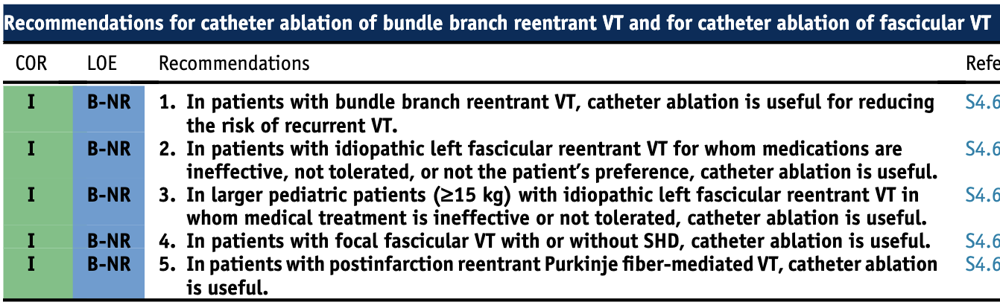 Recommendations for catheter ablation of bundle branch reentrant VT and for catheter ablation of fascicular VT
COR LOE Recommendations Refe
I B-NR 1. In patients with bundle branch reentrant VT, catheter ablation is useful for reducing S4.6
the risk of recurrent VT.
I B-NR 2. In patients with idiopathic left fascicular reentrant VT for whom medications are S4.6
ineffective, not tolerated, or not the patient’s preference, catheter ablation is useful.
I B-NR 3. In larger pediatric patients (≥15 kg) with idiopathic left fascicular reentrant VT in S4.6
whom medical treatment is ineffective or not tolerated, catheter ablation is useful.
I B-NR 4. In patients with focal fascicular VT with or without SHD, catheter ablation is useful. S4.6
I B-NR 5. In patients with postinfarction reentrant Purkinje fiber-mediated VT, catheter ablation S4.6
is useful.